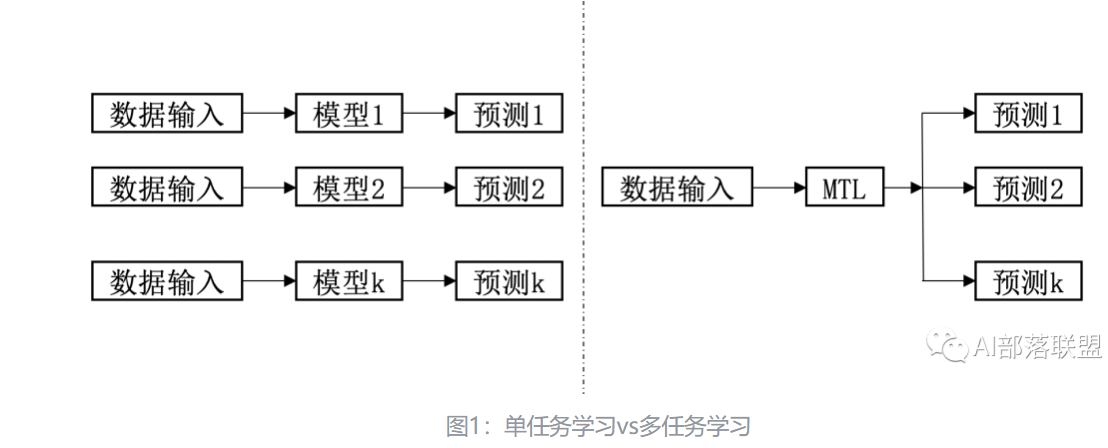 数据输入 模型1 预测1
数据输入 模型2 预测2
数据输入 模型k 预测k
数据输入 MTL 预测1
预测2
预测k
AI部落联盟
图1：单任务学习vs多任务学习